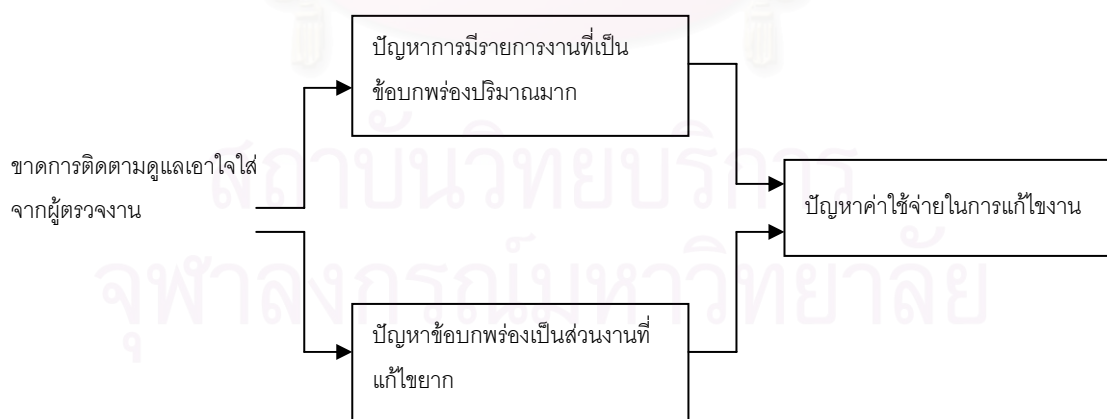 ปัญหาการมีรายการงานที่เป็น
ข้อบกพร่องปริมาณมาก
ขาดการติดตามดูแลเอาใจใส่
จากผู้ตรวจงาน
ปัญหาค่าใช้จ่ายในการแก้ไขงาน
ปัญหาข้อบกพร่องเป็นส่วนงานที่
แก้ไขยาก
สถาบันวิทยบริการ
จุฬาลงกรณ์มหาวิทยาลัย